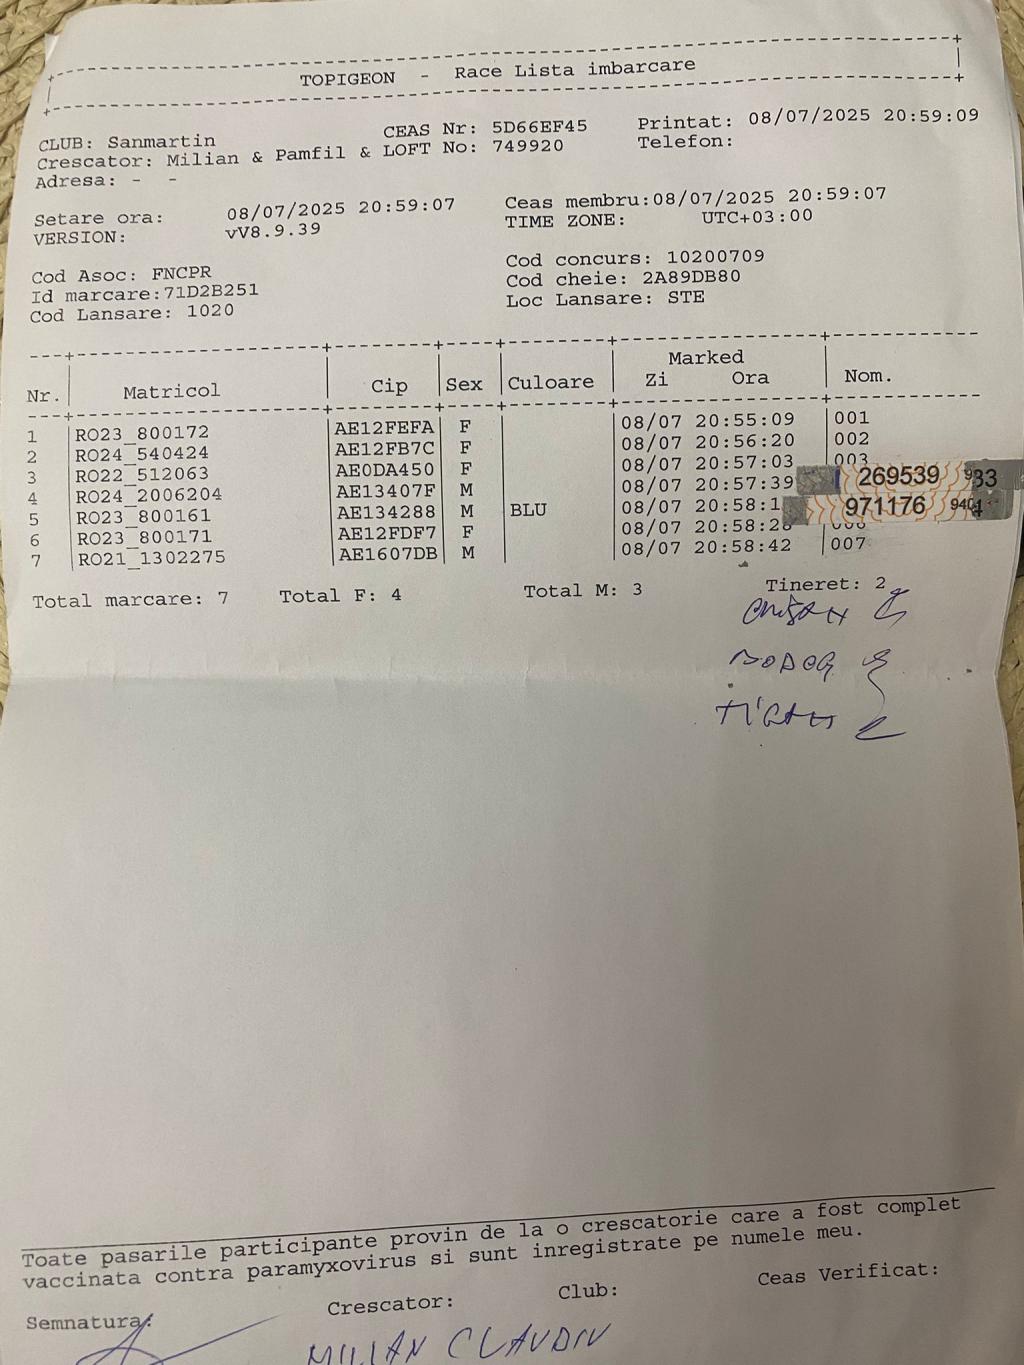 TOPIGEON - Race Lista imbarcare
CLUB: Sanmartin CEAS Nr: 5D66EF45 Printat: 08/07/2025 20:59:09
Crescator: Milian & Pamfil & LOFT No: 749920 Telefon:
Adresa: - -
Setare ora: 08/07/2025 20:59:07 Ceas membru:08/07/2025 20:59:07
VERSION: vV8.9.39 TIME ZONE: UTC+03:00
Cod Asoc: FNCPR Cod concurs: 10200709
Id marcare:71D2B251 Cod cheie: 2A89DB80
Cod Lansare: 1020 Loc Lansare: STE
Marked
Nr. Matricol Cip Sex Culoare Zi Ora Nom.
1 RO23_800172 AE12FEFA F 08/07 20:55:09 001
2 RO24_540424 AE12FB7C F 08/07 20:56:20 002
3 RO22_512063 AE0DA450 F 08/07 20:57:03 003
4 RO24_2006204 AE13407F M 08/07 20:57:39 269539
5 RO23_800161 AE134288 M BLU 08/07 20:58:1 971176
6 RO23_800171 AE12FDF7 F 08/07 20:58:28 006
7 RO21_1302275 AE1607DB M 08/07 20:58:42 007
Total marcare: 7 Total F: 4 Total M: 3 Tineret: 2
Toate pasarile participante provin de la o crescatorie care a fost complet
vaccinata contra paramyxovirus si sunt inregistrate pe numele meu.
Semnatura: Crescator: Club: Ceas Verificat:
MILIAN CLAUDIU